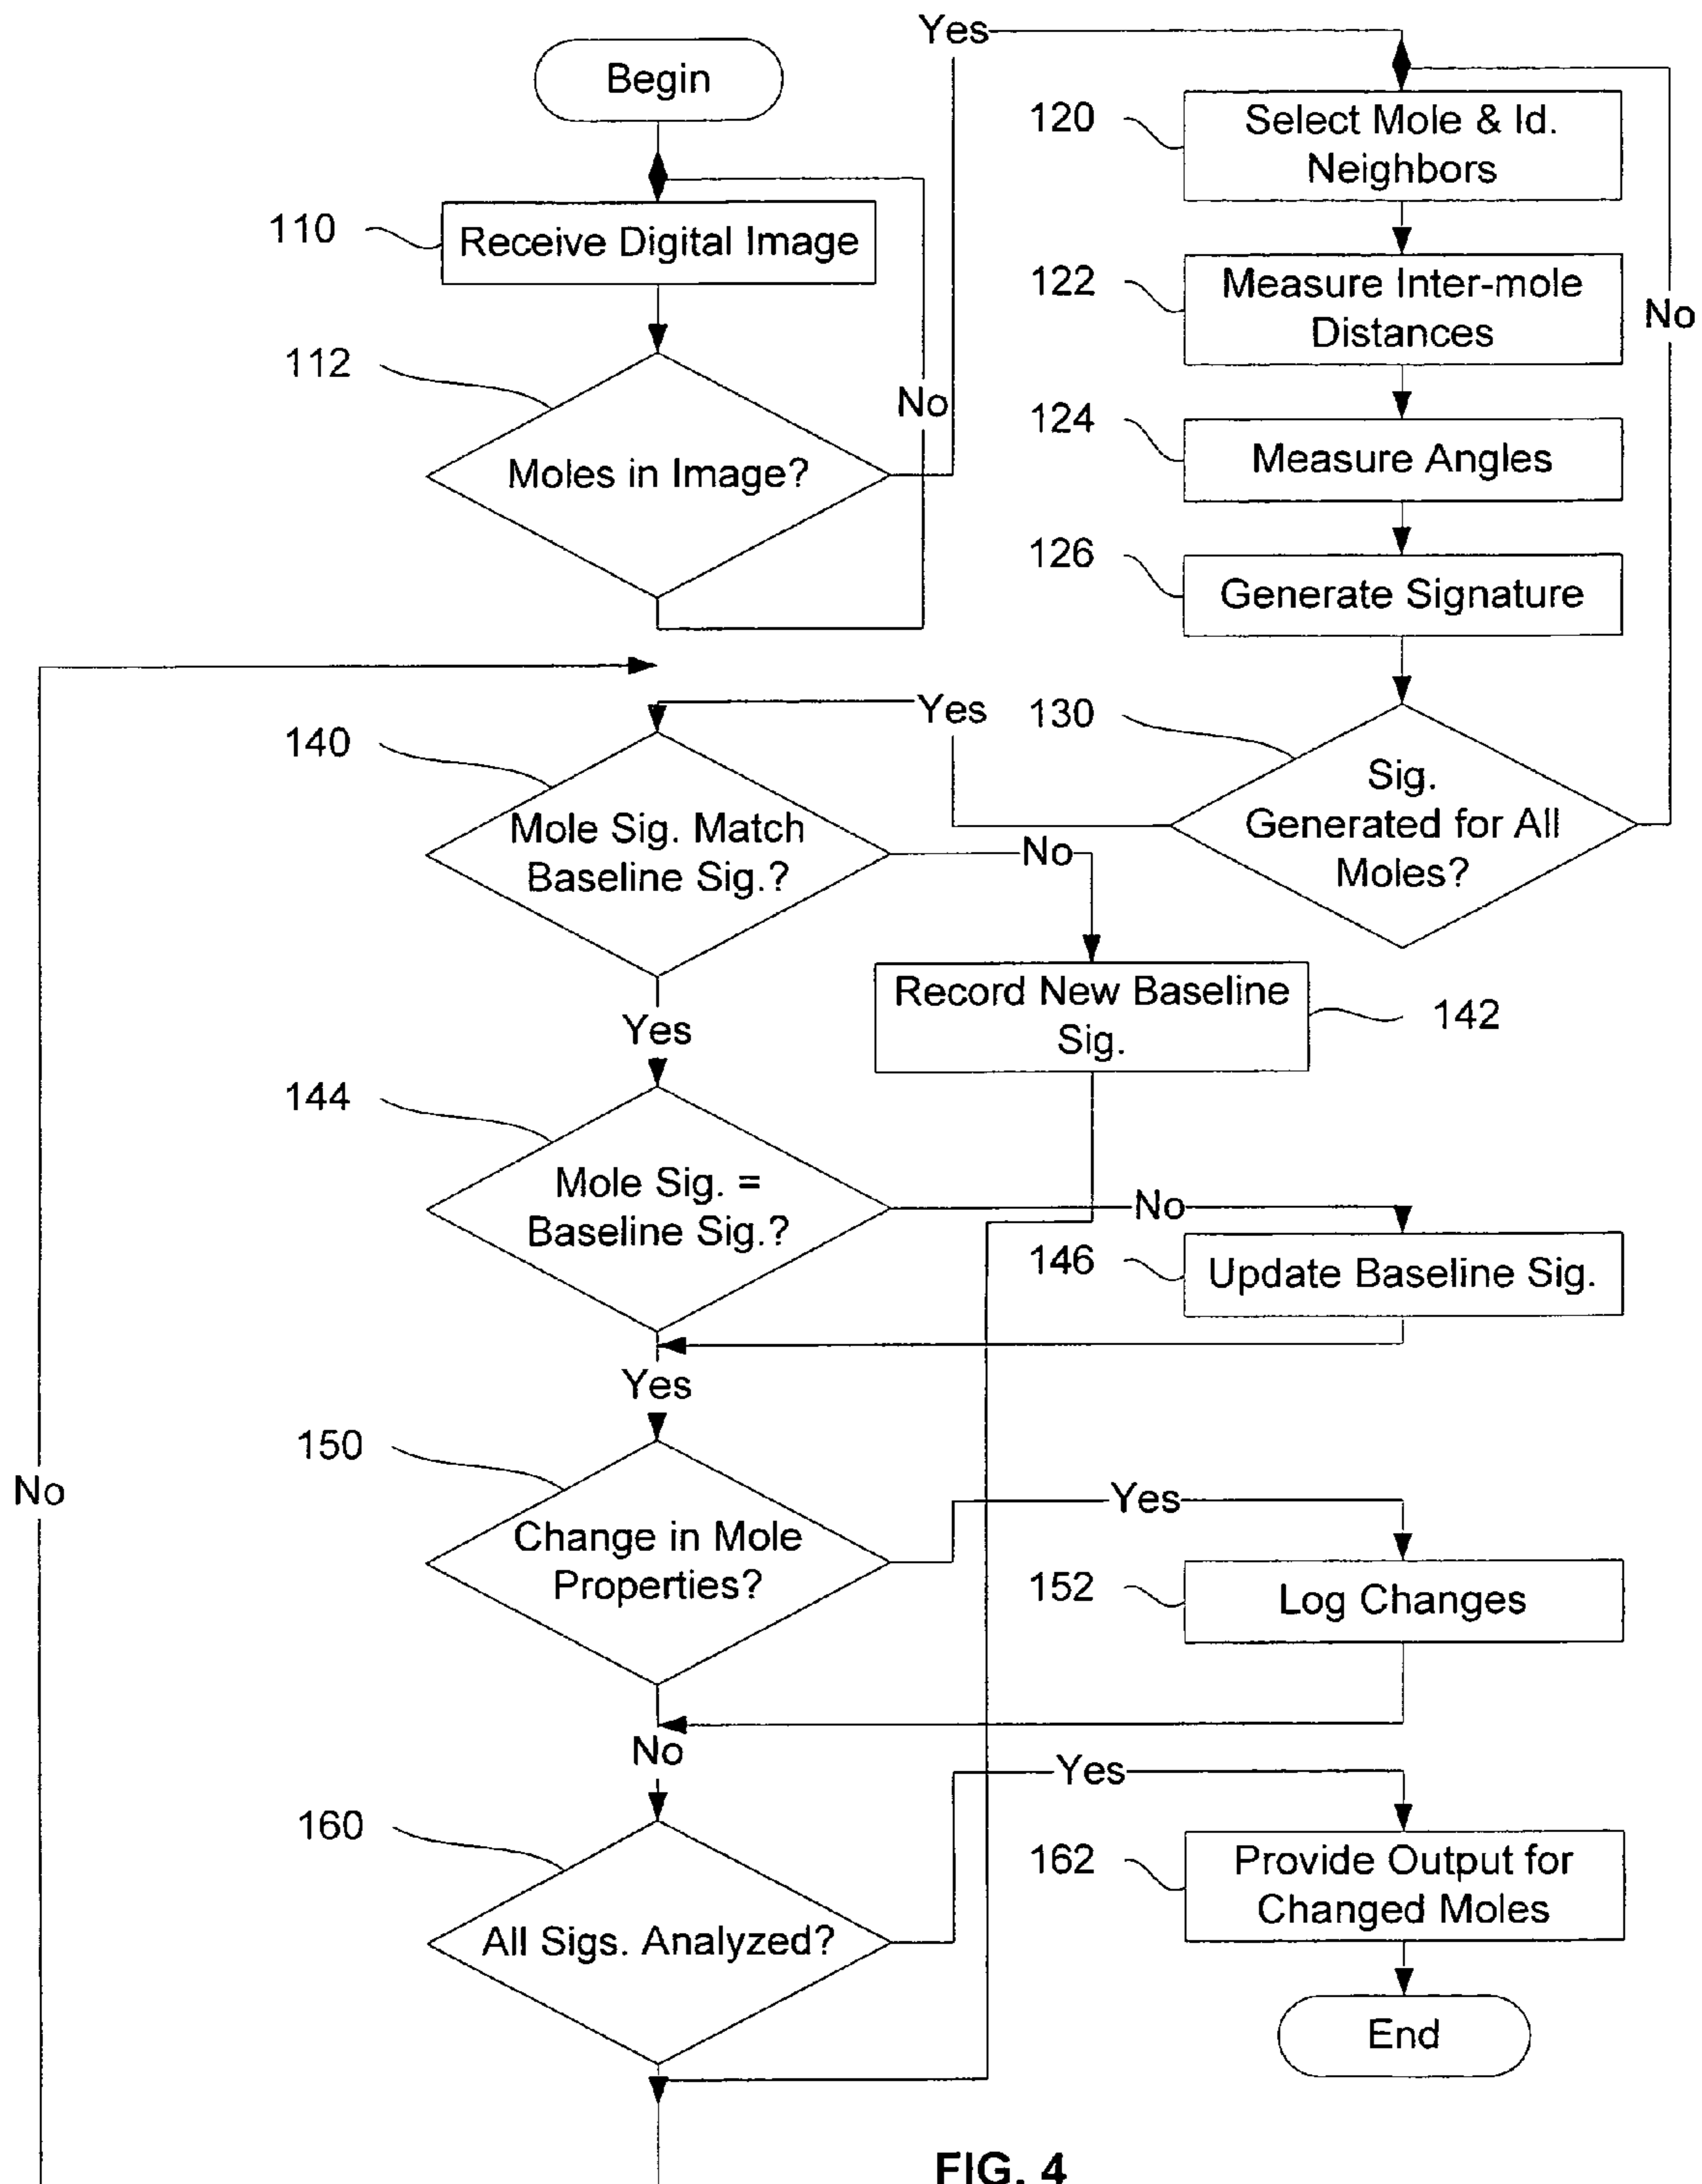 Begin
110
Receive Digital Image
112
Moles in Image?
No
Yes
120
Select Mole & Id.
Neighbors
122
Measure Inter-mole
Distances
No
124
Measure Angles
126
Generate Signature
130
Sig.
Generated for All
Moles?
Yes
140
Mole Sig. Match
Baseline Sig.?
No
Record New Baseline
Sig.
142
Yes
144
Mole Sig. =
Baseline Sig.?
No
146
Update Baseline Sig.
Yes
150
Change in Mole
Properties?
Yes
152
Log Changes
No
160
All Sigs. Analyzed?
Yes
162
Provide Output for
Changed Moles
End
No
FIG. 4